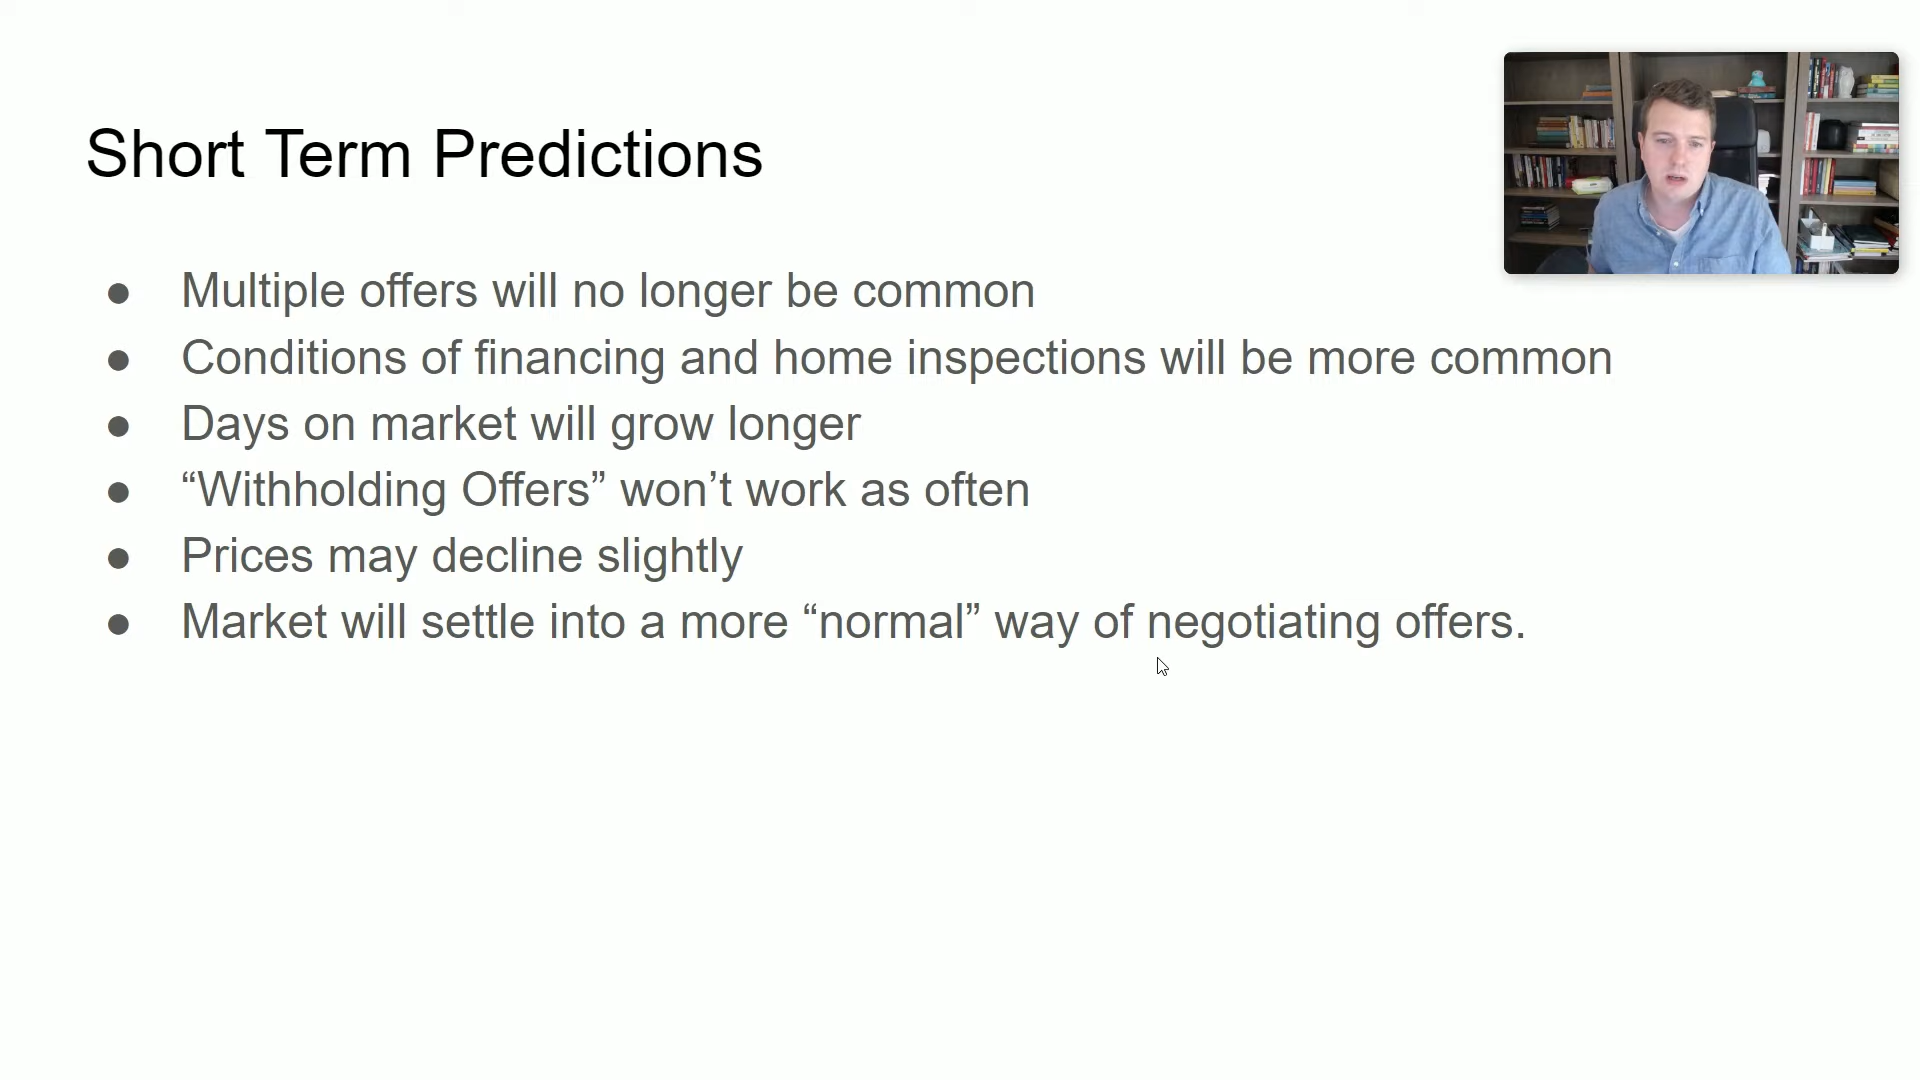 Short Term Predictions
● Multiple offers will no longer be common
● Conditions of financing and home inspections will be more common
● Days on market will grow longer
● “Withholding Offers” won’t work as often
● Prices may decline slightly
● Market will settle into a more “normal” way of negotiating offers.